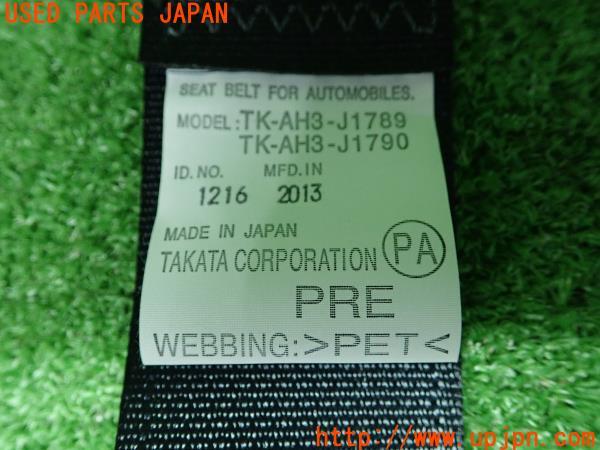 USED PARTS JAPAN
SEAT BELT FOR AUTOMOBILES.
MODEL:TK-AH3-J1789
TK-AH3-J1790
ID.NO. MFD.IN
1216 2013
MADE IN JAPAN
TAKATA CORPORATION PA
PRE
WEBBING:>PET<
http://www.upjpn.com